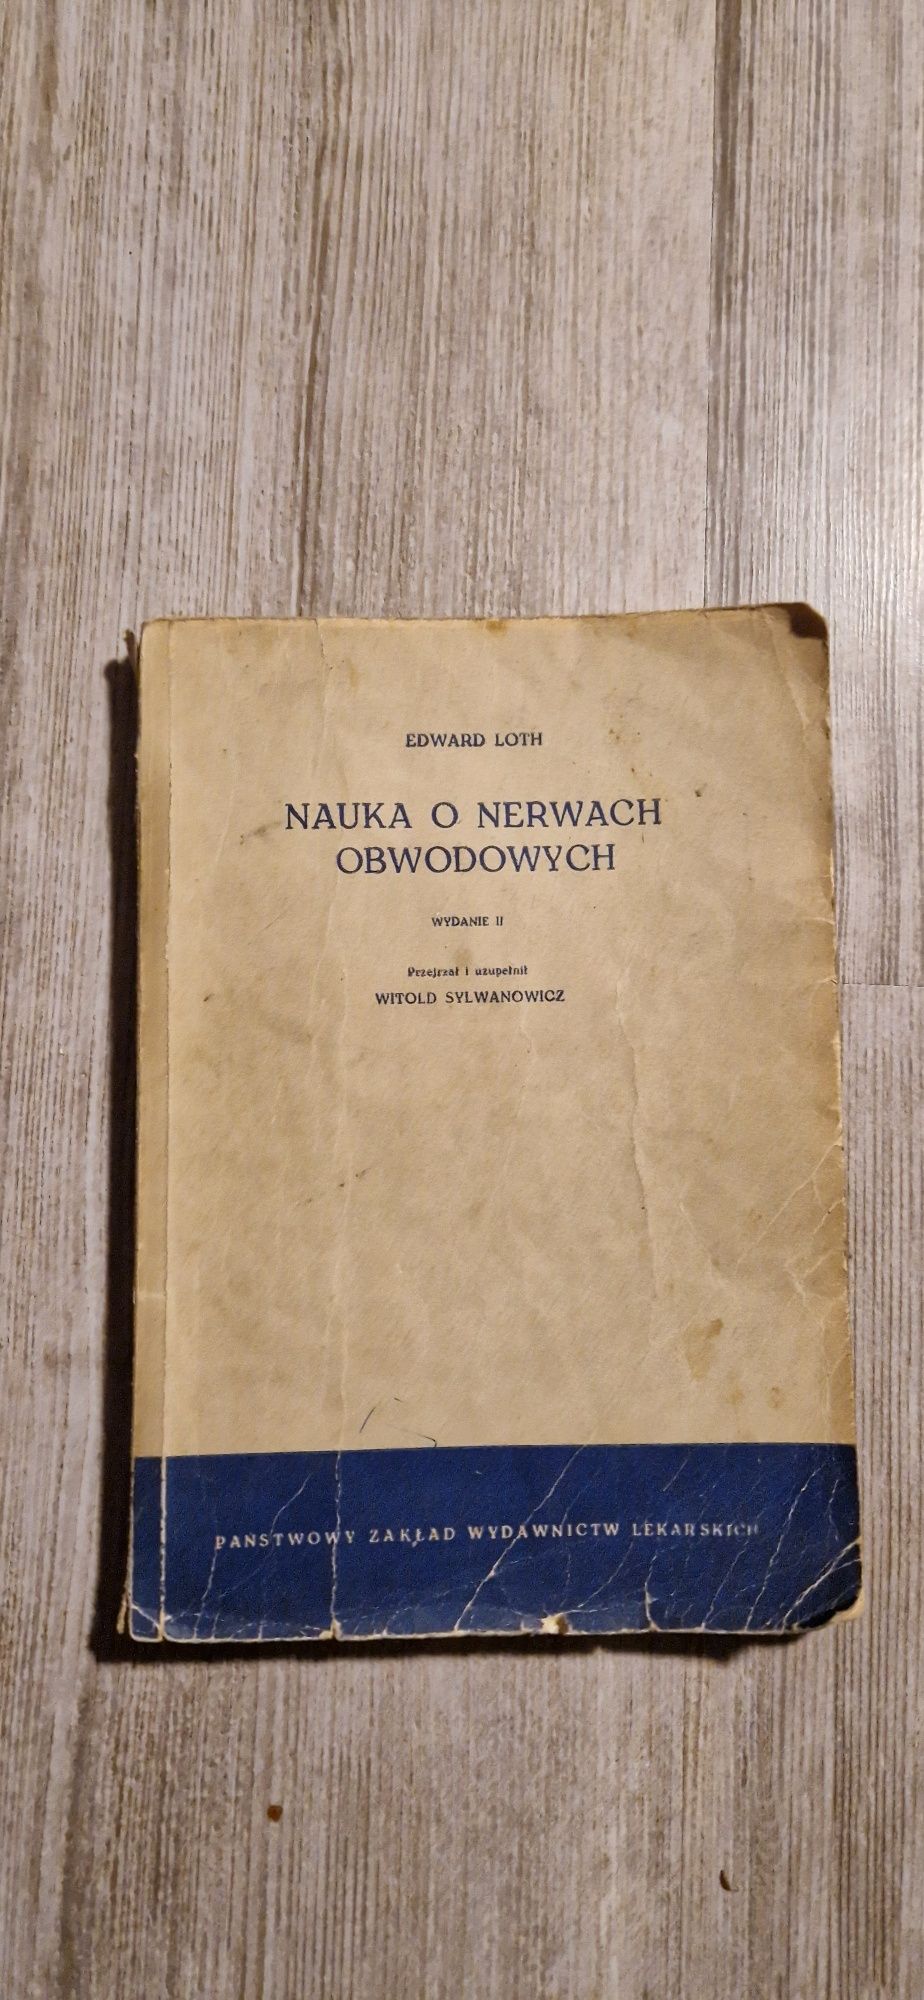 EDWARD LOTH
NAUKA O NERWACH
OBWODOWYCH
WYDANIE II
Przejrzał i uzupełnił
WITOLD SYLWANOWICZ
PAŃSTWOWY ZAKŁAD WYDAWNICTW LEKARSKICH